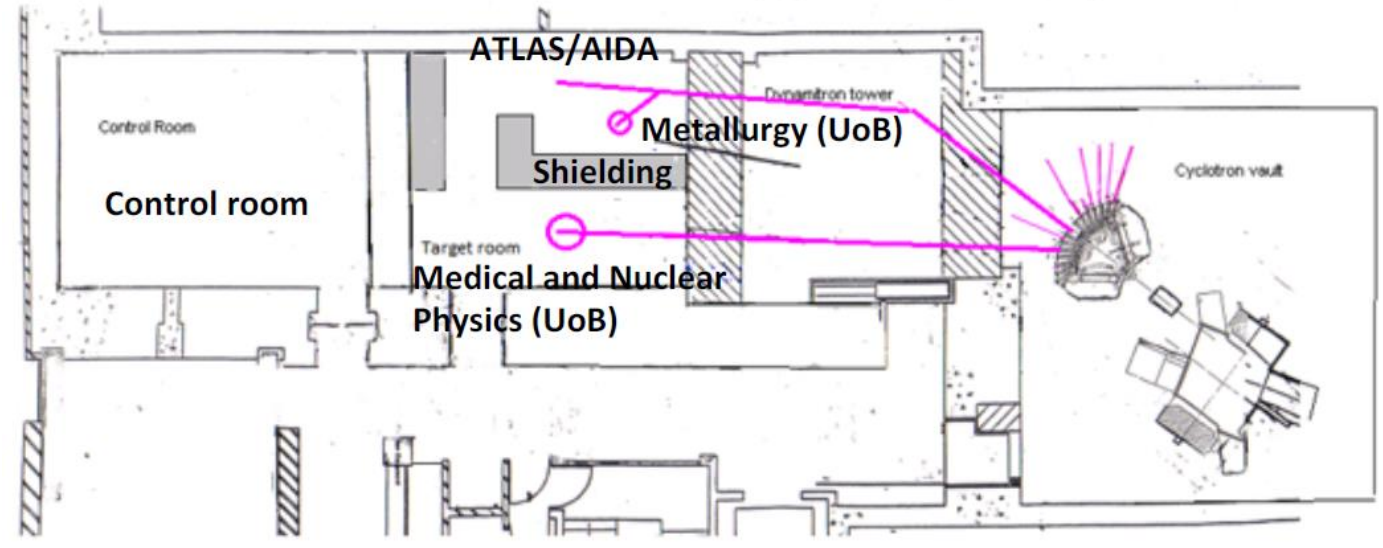 ATLAS/AIDA
Dynamitron tower
Control Room
Metallurgy (UoB)
Shielding
Cyclotron vault
Control room
Target room
Medical and Nuclear
Physics (UoB)